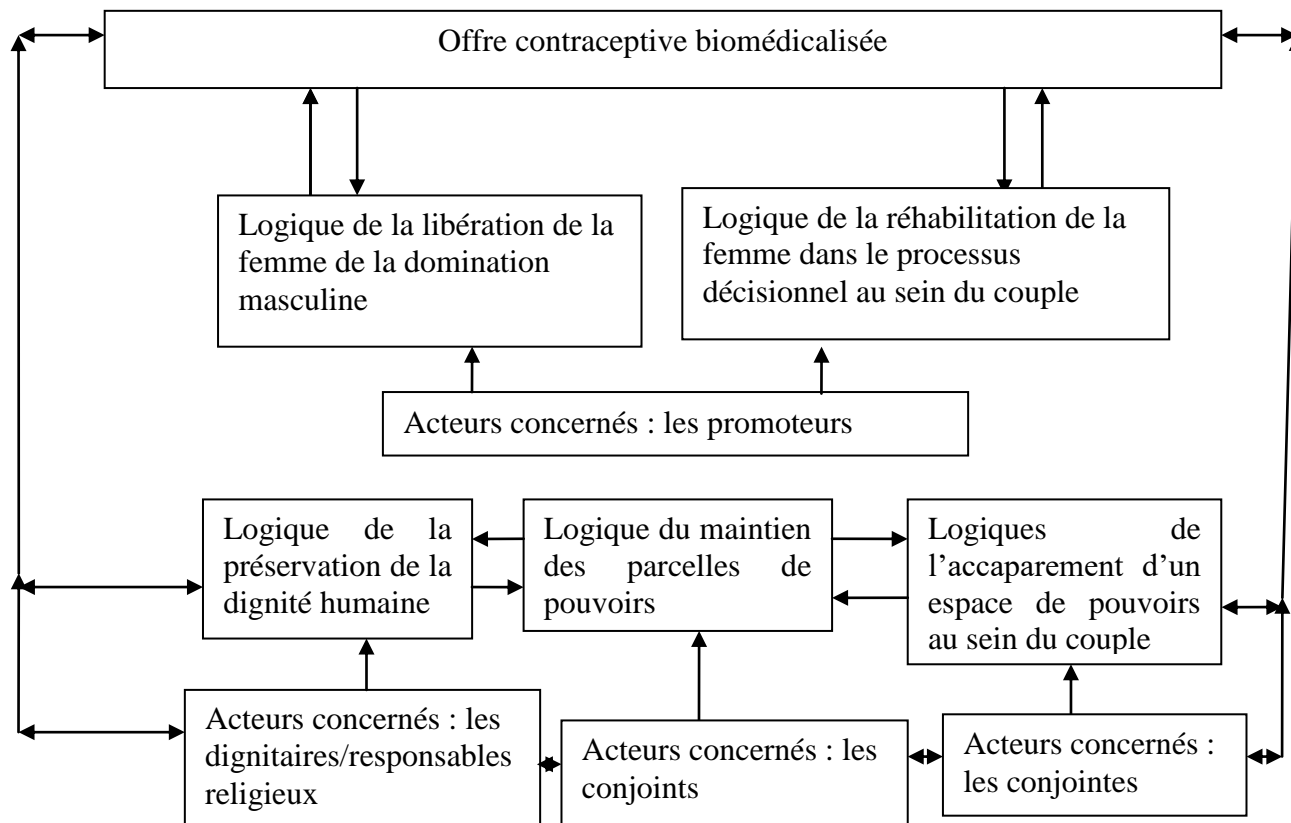 Offre contraceptive biomédicalisée
Logique de la libération de la
femme de la domination
masculine
Logique de la réhabilitation de la
femme dans le processus
décisionnel au sein du couple
Acteurs concernés : les promoteurs
Logique de la
préservation de la
dignité humaine
Logique du maintien
des parcelles de
pouvoirs
Logiques de
l’accaparement d’un
espace de pouvoirs
au sein du couple
Acteurs concernés : les
dignitaires/responsables
religieux
Acteurs concernés : les
conjoints
Acteurs concernés :
les conjointes